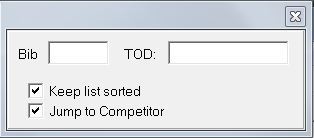 Bib TOD:
Keep list sorted
Jump to Competitor